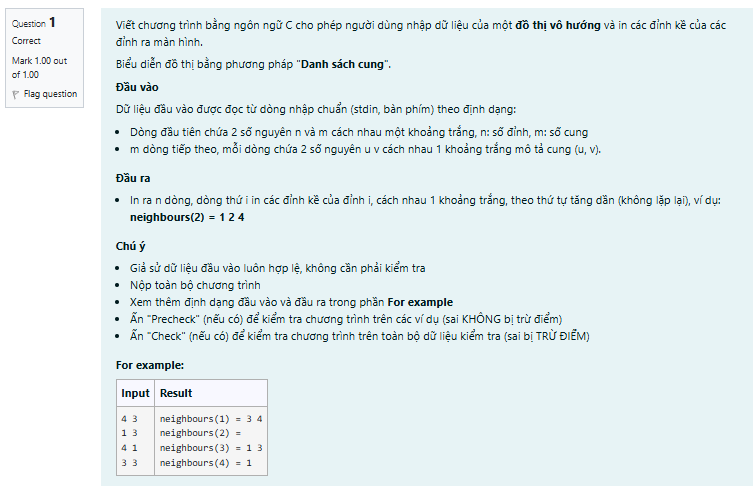 Question 1
Correct
Mark 1.00 out
of 1.00
Flag question
Viết chương trình bằng ngôn ngữ C cho phép người dùng nhập dữ liệu của một đồ thị vô hướng và in các đỉnh kề của các
đỉnh ra màn hình.
Biểu diễn đồ thị bằng phương pháp "Danh sách cung".
Đầu vào
Dữ liệu đầu vào được đọc từ dòng nhập chuẩn (stdin, bàn phím) theo định dạng:
• Dòng đầu tiên chứa 2 số nguyên n và m cách nhau một khoảng trắng, n: số đỉnh, m: số cung
• m dòng tiếp theo, mỗi dòng chứa 2 số nguyên u v cách nhau 1 khoảng trắng mô tả cung (u, v).
Đầu ra
• In ra n dòng, dòng thứ i in các đỉnh kề của đỉnh i, cách nhau 1 khoảng trắng, theo thứ tự tăng dần (không lặp lại), ví dụ:
neighbours(2) = 1 2 4
Chú ý
• Giả sử dữ liệu đầu vào luôn hợp lệ, không cần phải kiểm tra
• Nộp toàn bộ chương trình
• Xem thêm định dạng đầu vào và đầu ra trong phần For example
• Ấn "Precheck" (nếu có) để kiểm tra chương trình trên các ví dụ (sai KHÔNG bị trừ điểm)
• Ấn "Check" (nếu có) để kiểm tra chương trình trên toàn bộ dữ liệu kiểm tra (sai bị TRỪ ĐIỂM)
For example:
Input Result
4 3 neighbours(1) = 3 4
1 3 neighbours(2) =
4 1 neighbours(3) = 1 3
3 3 neighbours(4) = 1